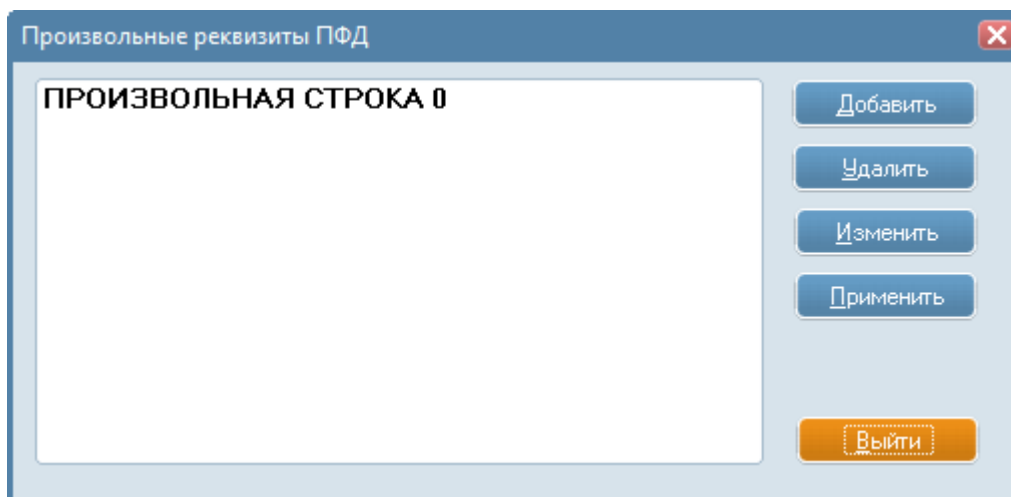 Произвольные реквизиты ПФД
ПРОИЗВОЛЬНАЯ СТРОКА 0
Добавить
Удалить
Изменить
Применить
Выйти